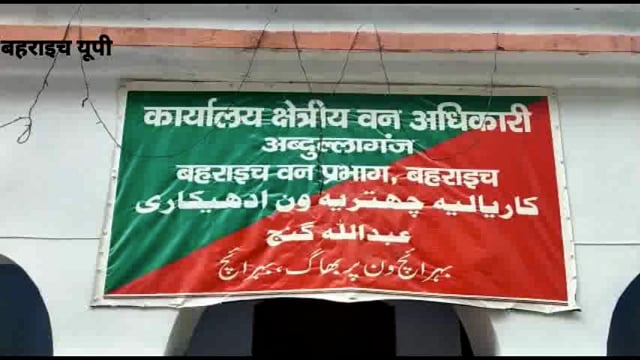 बहराइच यूपी
कार्यालय क्षेत्रीय वन अधिकारी
अब्दुल्लागंज
बहराइच वन प्रभाग, बहराइच
کاریالیہ چھتریہ ون ادھیکاری
عبداللہ گنج
بہرائچ ون پربھاگ، بہرائچ